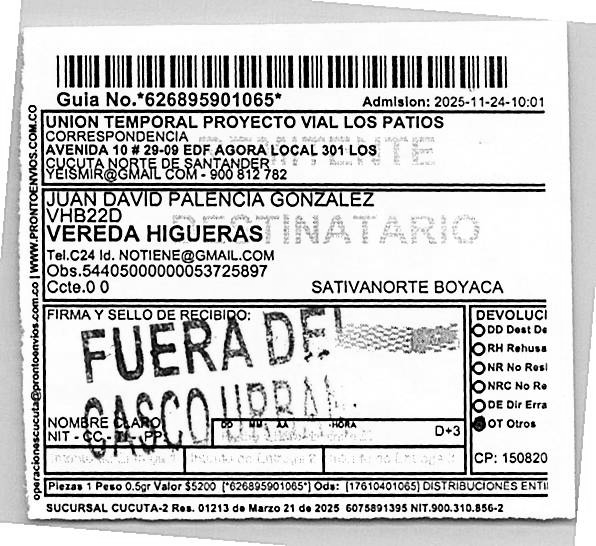 Guia No.*626895901065*
Admision: 2025-11-24-10:01
REMITENTE
UNION TEMPORAL PROYECTO VIAL LOS PATIOS
CORRESPONDENCIA
AVENIDA 10 # 29-09 EDF AGORA LOCAL 301 LOS
CUCUTA NORTE DE SANTANDER
YEISMIR@GMAIL COM - 900 812 782
DESTINATARIO
JUAN DAVID PALENCIA GONZALEZ
VHB22D
VEREDA HIGUERAS
Tel.C24 Id. NOTIENE@GMAIL.COM
Obs.54405000000053725897
Ccte.0 0
SATIVANORTE BOYACA
FIRMA Y SELLO DE RECIBIDO:
FUERA DEL
CASCO URBAN
NOMBRE CLARO
NIT - CC - TI - PP
DD MM AA HORA
D+3
DEVOLUCI
DD Dest De
RH Rehusa
NR No Resi
NRC No Re
DE Dir Erra
OT Otros
CP: 150820
Piezas 1 Peso 0.5gr Valor $5200 (*626895901065*) Ods: (17610401065) DISTRIBUCIONES ENTI
SUCURSAL CUCUTA-2 Res. 01213 de Marzo 21 de 2025 6075891395 NIT.900.310.856-2
operacionescucuta@prontoenvios.com.co | WWW.PRONTOENVIOS.COM.CO